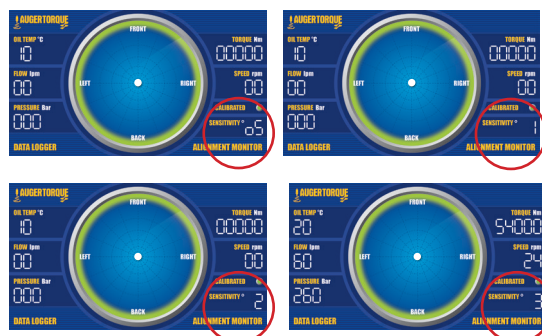 AUGERTORQUE
FRONT
OIL TEMP °C
10
TORQUE Nm
00000
FLOW lpm
00
SPEED rpm
00
LEFT
RIGHT
PRESSURE Bar
000
CALIBRATED
SENSITIVITY °
o5
BACK
DATA LOGGER
ALIGNMENT MONITOR
AUGERTORQUE
FRONT
OIL TEMP °C
10
TORQUE Nm
00000
FLOW lpm
00
SPEED rpm
00
LEFT
RIGHT
PRESSURE Bar
000
CALIBRATED
SENSITIVITY °
1
BACK
DATA LOGGER
ALIGNMENT MONITOR
AUGERTORQUE
FRONT
OIL TEMP °C
10
TORQUE Nm
00000
FLOW lpm
00
SPEED rpm
00
LEFT
RIGHT
PRESSURE Bar
000
CALIBRATED
SENSITIVITY °
2
BACK
DATA LOGGER
ALIGNMENT MONITOR
AUGERTORQUE
FRONT
OIL TEMP °C
20
TORQUE Nm
54000
FLOW lpm
60
SPEED rpm
24
LEFT
RIGHT
PRESSURE Bar
260
CALIBRATED
SENSITIVITY °
3
BACK
DATA LOGGER
ALIGNMENT MONITOR